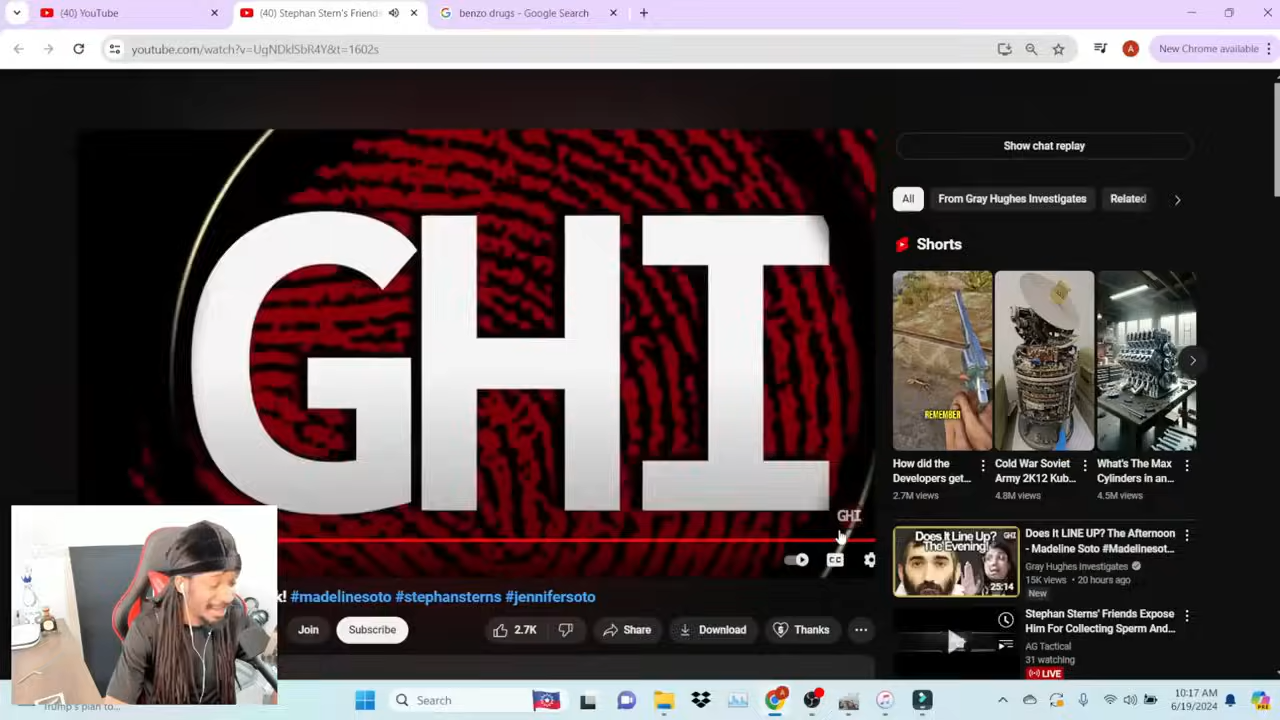 (40) YouTube
(40) Stephan Stern's Friends
benzo drugs - Google Search
youtube.com/watch?v=UgNDklSbR4Y&t=1602s
A
New Chrome available
GHI
GHI
k! #madelinesoto #stephansterns #jennifersoto
Join
Subscribe
2.7K
Share
Download
Thanks
Show chat replay
All
From Gray Hughes Investigates
Related
Shorts
REMEMBER
How did the
Developers get...
2.7M views
Cold War Soviet
Army 2K12 Kub...
4.8M views
What's The Max
Cylinders in an...
4.5M views
Does It Line Up?
The Evening!
GHI
25:14
Does It LINE UP? The Afternoon
- Madeline Soto #Madelinesot...
Gray Hughes Investigates
15K views • 20 hours ago
New
Stephan Sterns' Friends Expose
Him For Collecting Sperm And...
AG Tactical
31 watching
LIVE
Trump's plan to...
Search
10:17 AM
6/19/2024